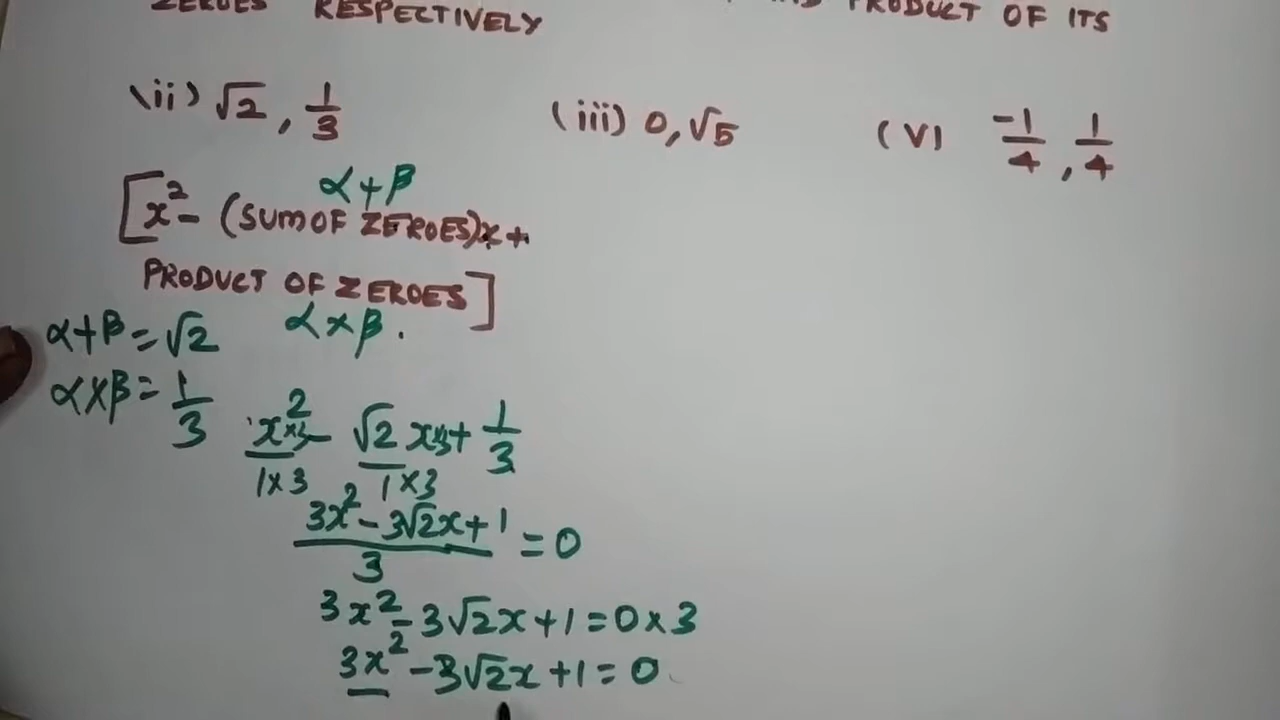 ZEROES RESPECTIVELY
PRODUCT OF ITS
(ii) √2, 1/3
(iii) 0, √5
(V) -1/4, 1/4
α+β
[x² - (SUM OF ZEROES)x +
PRODUCT OF ZEROES]
α×β.
α+β = √2
α×β = 1/3
x²×3/1×3 - √2x×3/1×3 + 1/3
3x² - 3√2x + 1/3 = 0
3x² - 3√2x + 1 = 0×3
3x² - 3√2x + 1 = 0